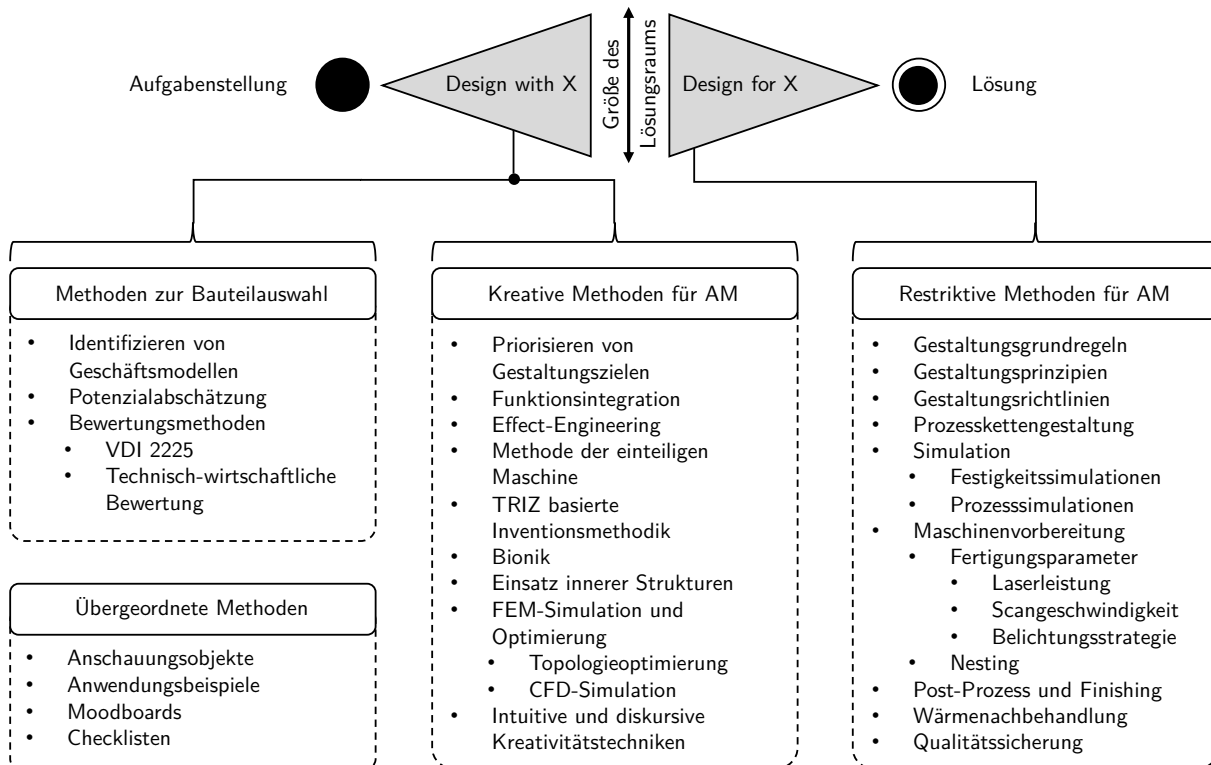 Aufgabenstellung
Design with X
Größe des
Lösungsraums
Design for X
Lösung
Methoden zur Bauteilauswahl
• Identifizieren von
Geschäftsmodellen
• Potenzialabschätzung
• Bewertungsmethoden
• VDI 2225
• Technisch-wirtschaftliche
Bewertung
Übergeordnete Methoden
• Anschauungsobjekte
• Anwendungsbeispiele
• Moodboards
• Checklisten
Kreative Methoden für AM
• Priorisieren von
Gestaltungszielen
• Funktionsintegration
• Effect-Engineering
• Methode der einteiligen
Maschine
• TRIZ basierte
Inventionsmethodik
• Bionik
• Einsatz innerer Strukturen
• FEM-Simulation und
Optimierung
• Topologieoptimierung
• CFD-Simulation
• Intuitive und diskursive
Kreativitätstechniken
Restriktive Methoden für AM
• Gestaltungsgrundregeln
• Gestaltungsprinzipien
• Gestaltungsrichtlinien
• Prozesskettengestaltung
• Simulation
• Festigkeitssimulationen
• Prozesssimulationen
• Maschinenvorbereitung
• Fertigungsparameter
• Laserleistung
• Scangeschwindigkeit
• Belichtungsstrategie
• Nesting
• Post-Prozess und Finishing
• Wärmenachbehandlung
• Qualitätssicherung